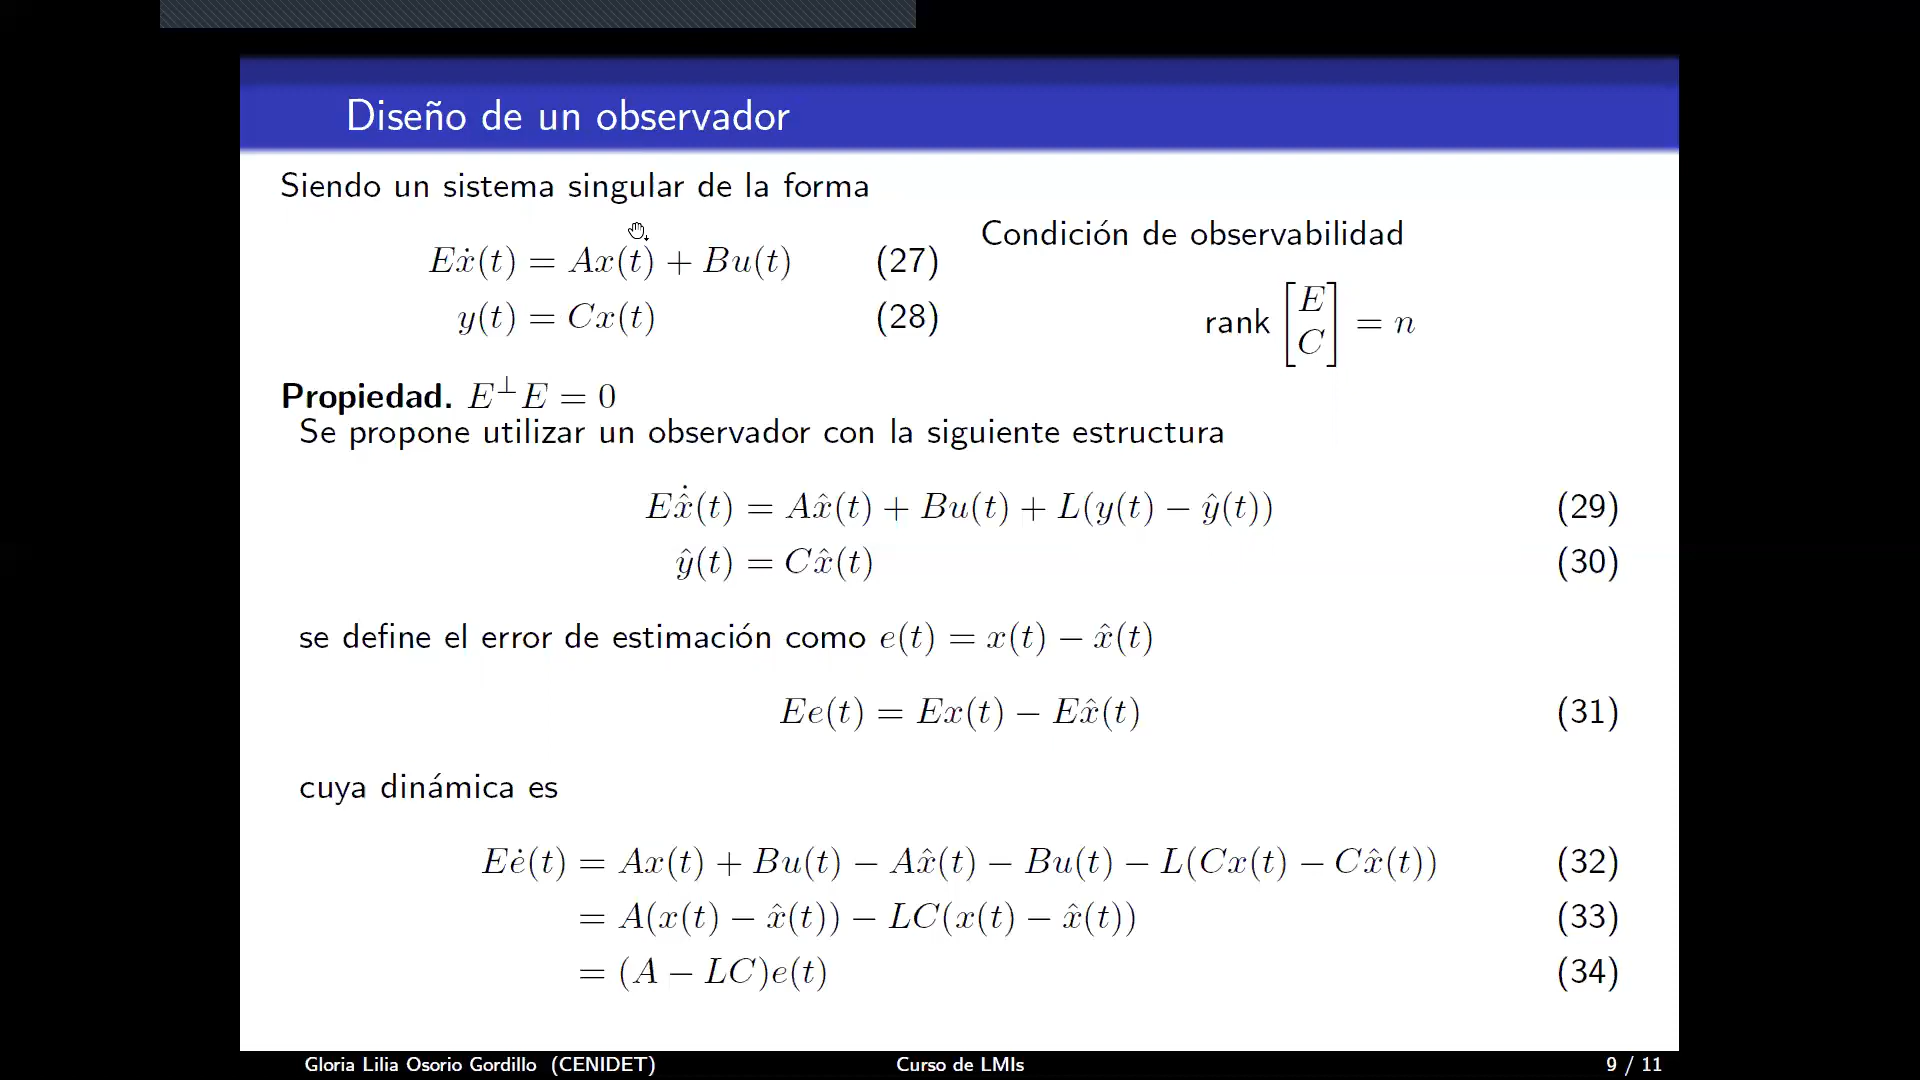 Diseño de un observador
Siendo un sistema singular de la forma
Eẋ(t) = Ax(t) + Bu(t) (27)
y(t) = Cx(t) (28)
Condición de observabilidad
rank [E; C] = n
Propiedad. E^⊥E = 0
Se propone utilizar un observador con la siguiente estructura
Eẋ̂(t) = Ax̂(t) + Bu(t) + L(y(t) − ŷ(t)) (29)
ŷ(t) = Cx̂(t) (30)
se define el error de estimación como e(t) = x(t) − x̂(t)
Ee(t) = Ex(t) − Ex̂(t) (31)
cuya dinámica es
Eė(t) = Ax(t) + Bu(t) − Ax̂(t) − Bu(t) − L(Cx(t) − Cx̂(t)) (32)
= A(x(t) − x̂(t)) − LC(x(t) − x̂(t)) (33)
= (A − LC)e(t) (34)
Gloria Lilia Osorio Gordillo (CENIDET) Curso de LMIs 9 / 11